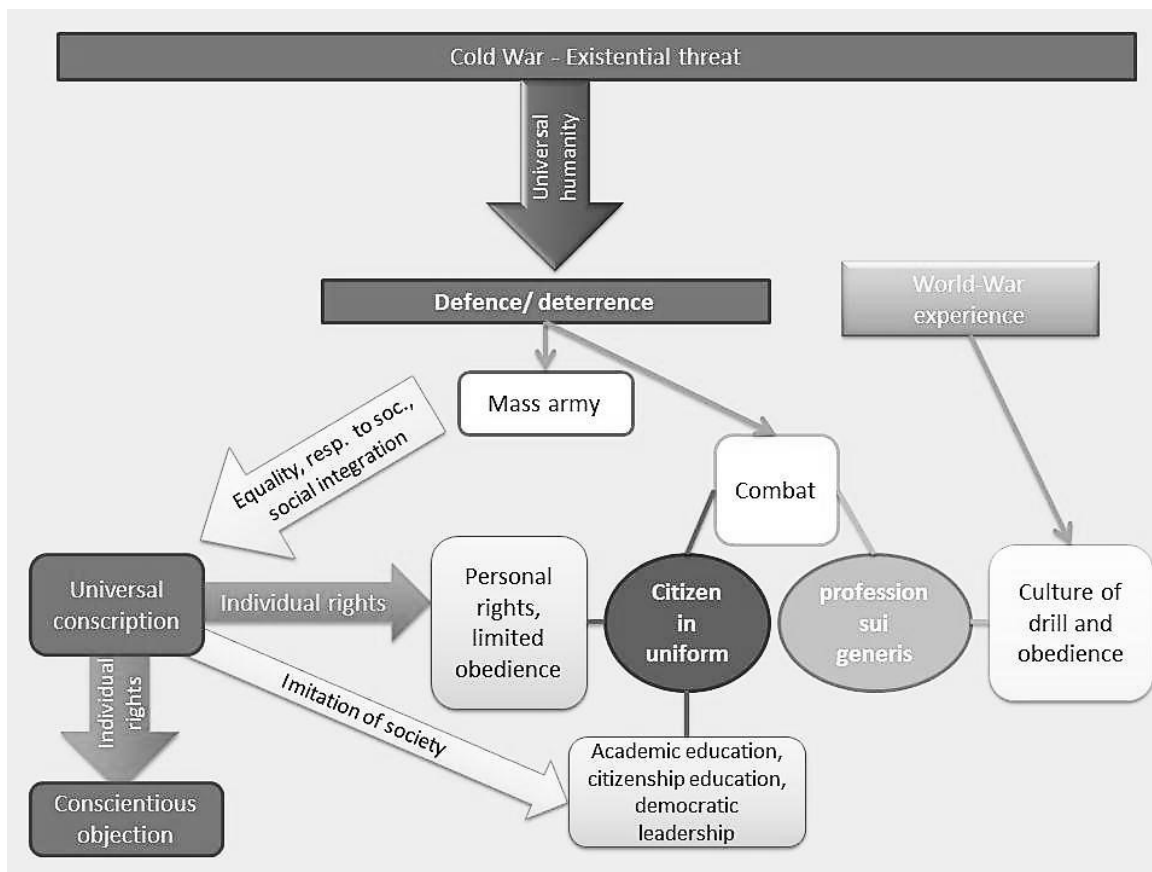 Cold War - Existential threat
Universal
humanity
Defence/ deterrence
World-War
experience
Mass army
Equality, resp. to soc.,
social integration
Combat
Universal
conscription
Individual rights
Personal
rights,
limited
obedience
Citizen
in
uniform
profession
sui
generis
Culture of
drill and
obedience
Individual
rights
Imitation of society
Academic education,
citizenship education,
democratic
leadership
Conscientious
objection